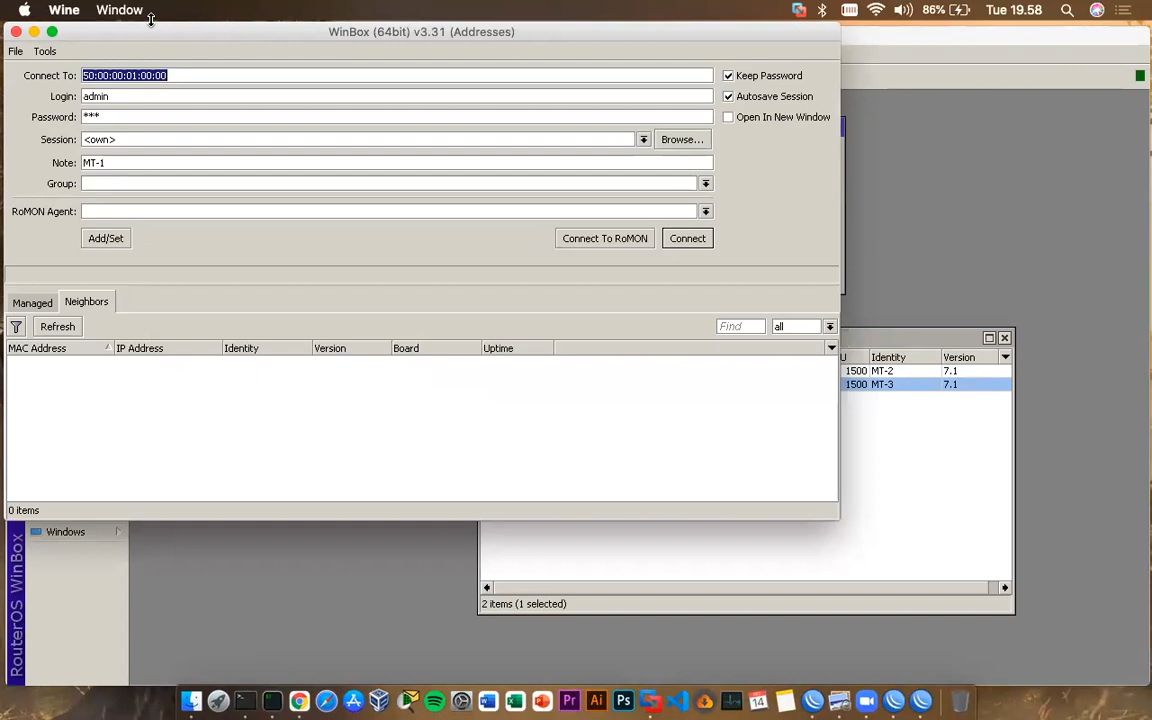 Wine Window 86% Tue 19.58
WinBox (64bit) v3.31 (Addresses)
File Tools
Connect To: 50:00:00:01:00:00 Keep Password
Login: admin Autosave Session
Password: *** Open In New Window
Session: <own> Browse...
Note: MT-1
Group:
RoMON Agent:
Add/Set Connect To RoMON Connect
Managed Neighbors
Refresh Find all
MAC Address IP Address Identity Version Board Uptime
0 items
U Identity Version
1500 MT-2 7.1
1500 MT-3 7.1
Windows
2 items (1 selected)
RouterOS WinBox
Pr Ai Ps 14